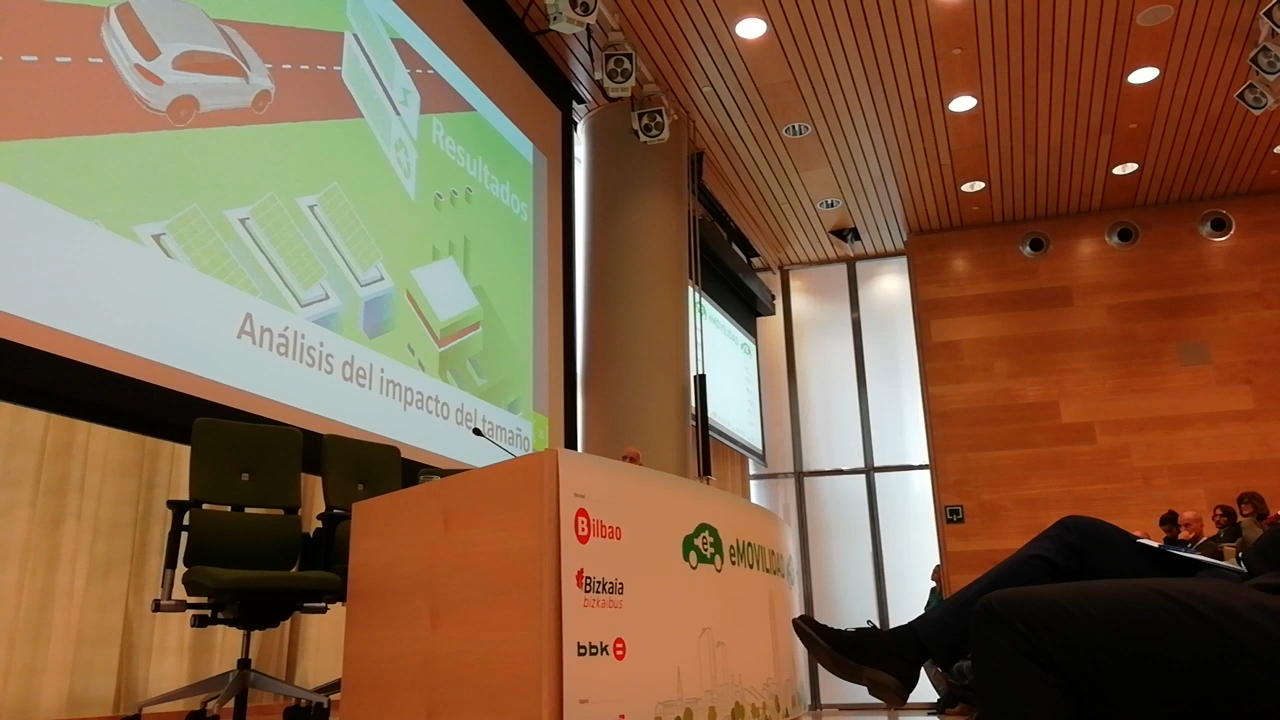 Resultados
Análisis del impacto del tamaño
Bilbao
eMOVILIDAD
Bizkaia
bizkaibus
bbk